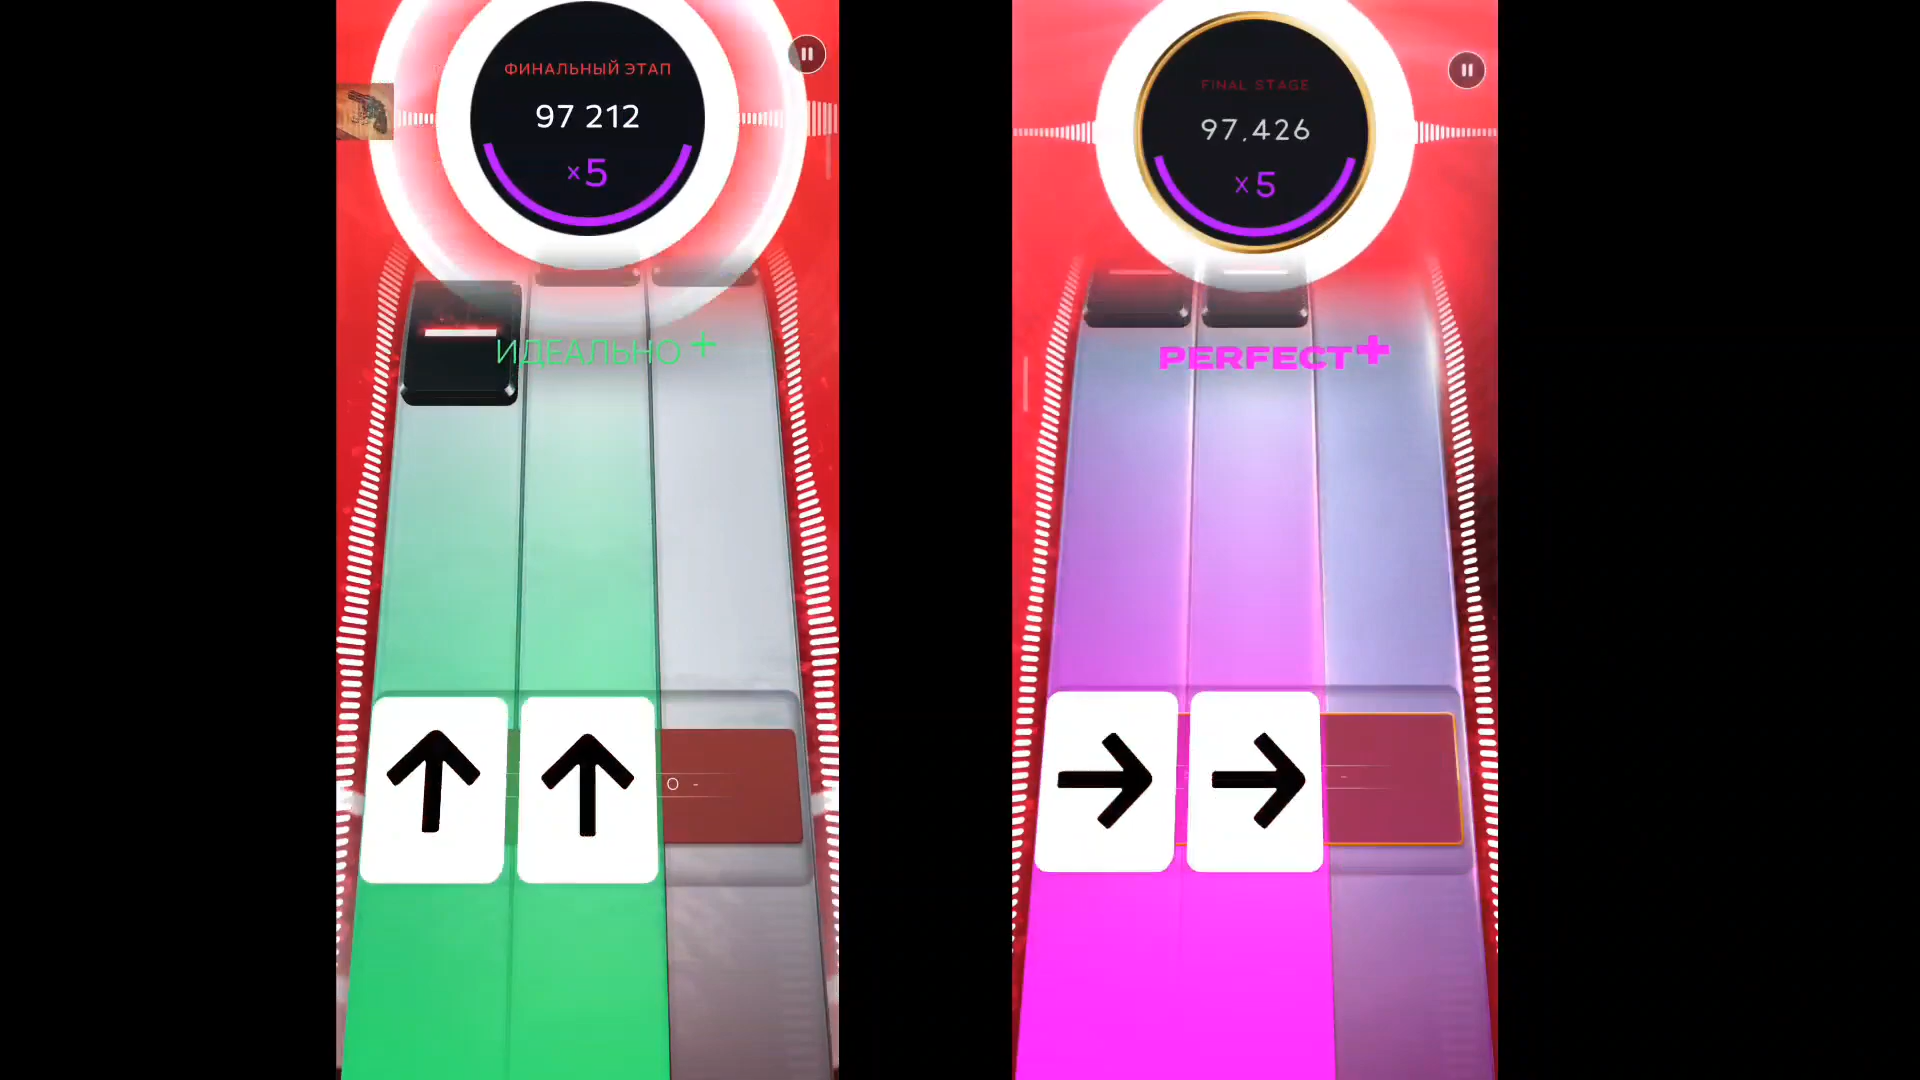 ФИНАЛЬНЫЙ ЭТАП
97 212
x5
ИДЕАЛЬНО +
O -
FINAL STAGE
97,426
x5
PERFECT+
-